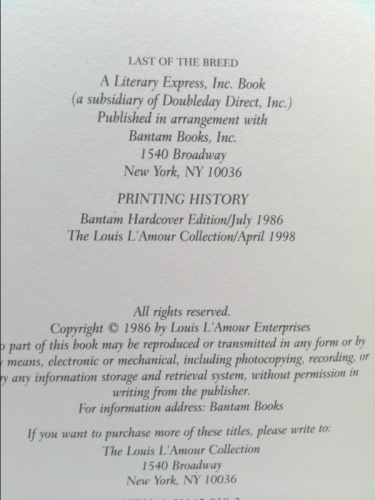 LAST OF THE BREED
A Literary Express, Inc. Book
(a subsidiary of Doubleday Direct, Inc.)
Published in arrangement with
Bantam Books, Inc.
1540 Broadway
New York, NY 10036
PRINTING HISTORY
Bantam Hardcover Edition/July 1986
The Louis L'Amour Collection/April 1998
All rights reserved.
Copyright © 1986 by Louis L'Amour Enterprises
o part of this book may be reproduced or transmitted in any form or by
y means, electronic or mechanical, including photocopying, recording, or
by any information storage and retrieval system, without permission in
writing from the publisher.
For information address: Bantam Books
If you want to purchase more of these titles, please write to:
The Louis L'Amour Collection
1540 Broadway
New York, NY 10036